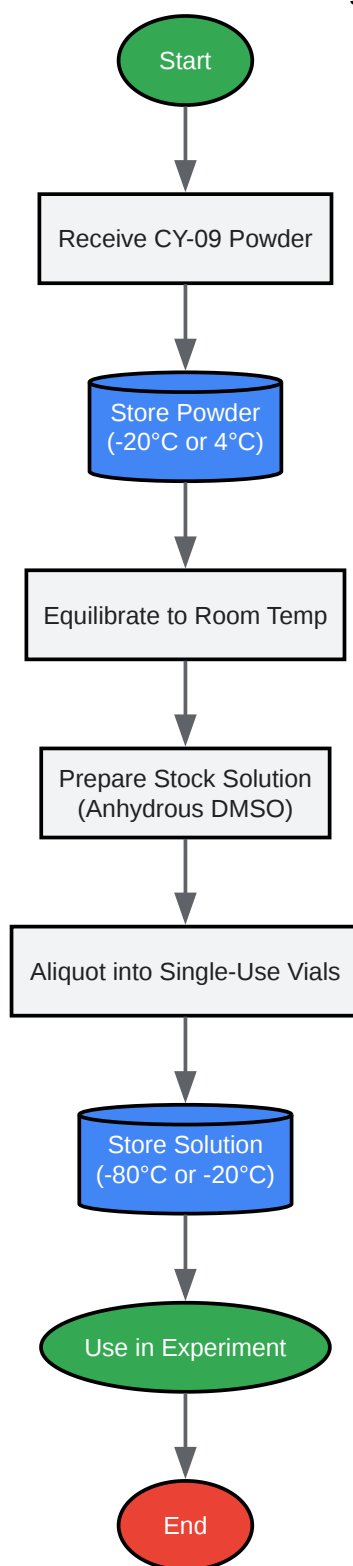 Start
Receive CY-09 Powder
Store Powder
(-20°C or 4°C)
Equilibrate to Room Temp
Prepare Stock Solution
(Anhydrous DMSO)
Aliquot into Single-Use Vials
Store Solution
(-80°C or -20°C)
Use in Experiment
End